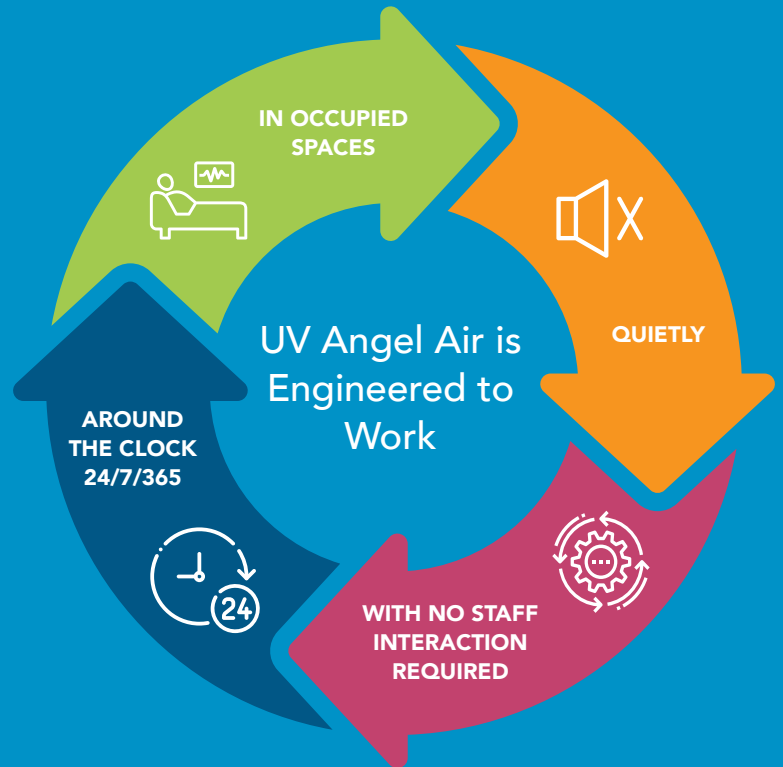 IN OCCUPIED
SPACES
QUIETLY
UV Angel Air is
Engineered to
Work
AROUND
THE CLOCK
24/7/365
24
WITH NO STAFF
INTERACTION
REQUIRED